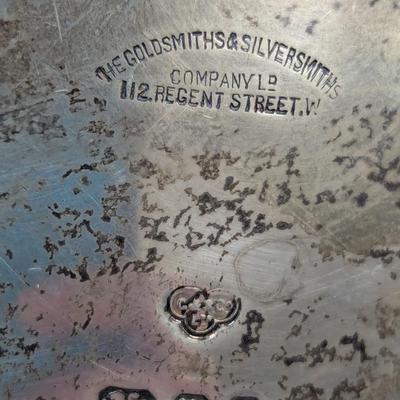 THE GOLDSMITHS & SILVERSMITHS
COMPANY LD
112. REGENT STREET. W